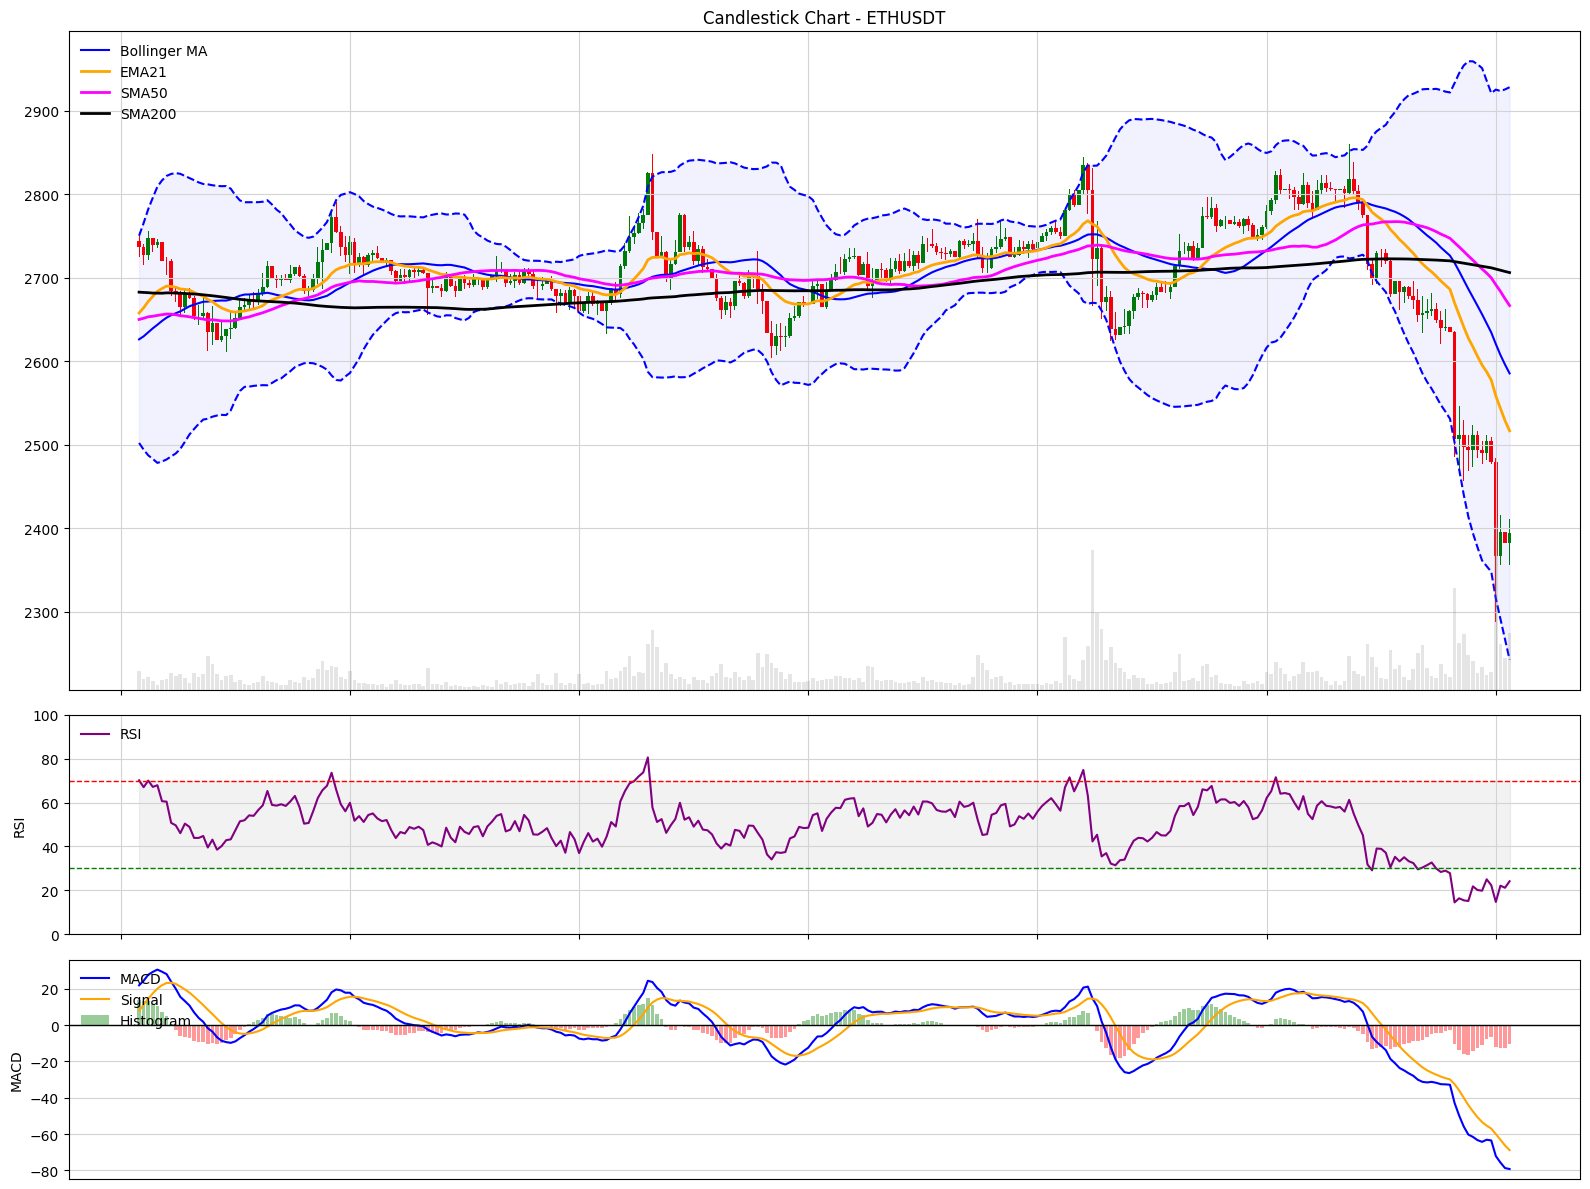 Candlestick Chart - ETHUSDT
Bollinger MA
EMA21
SMA50
SMA200
2900
2800
2700
2600
2500
2400
2300
RSI
RSI
100
80
60
40
20
0
MACD
Signal
Histogram
MACD
20
0
−20
−40
−60
−80